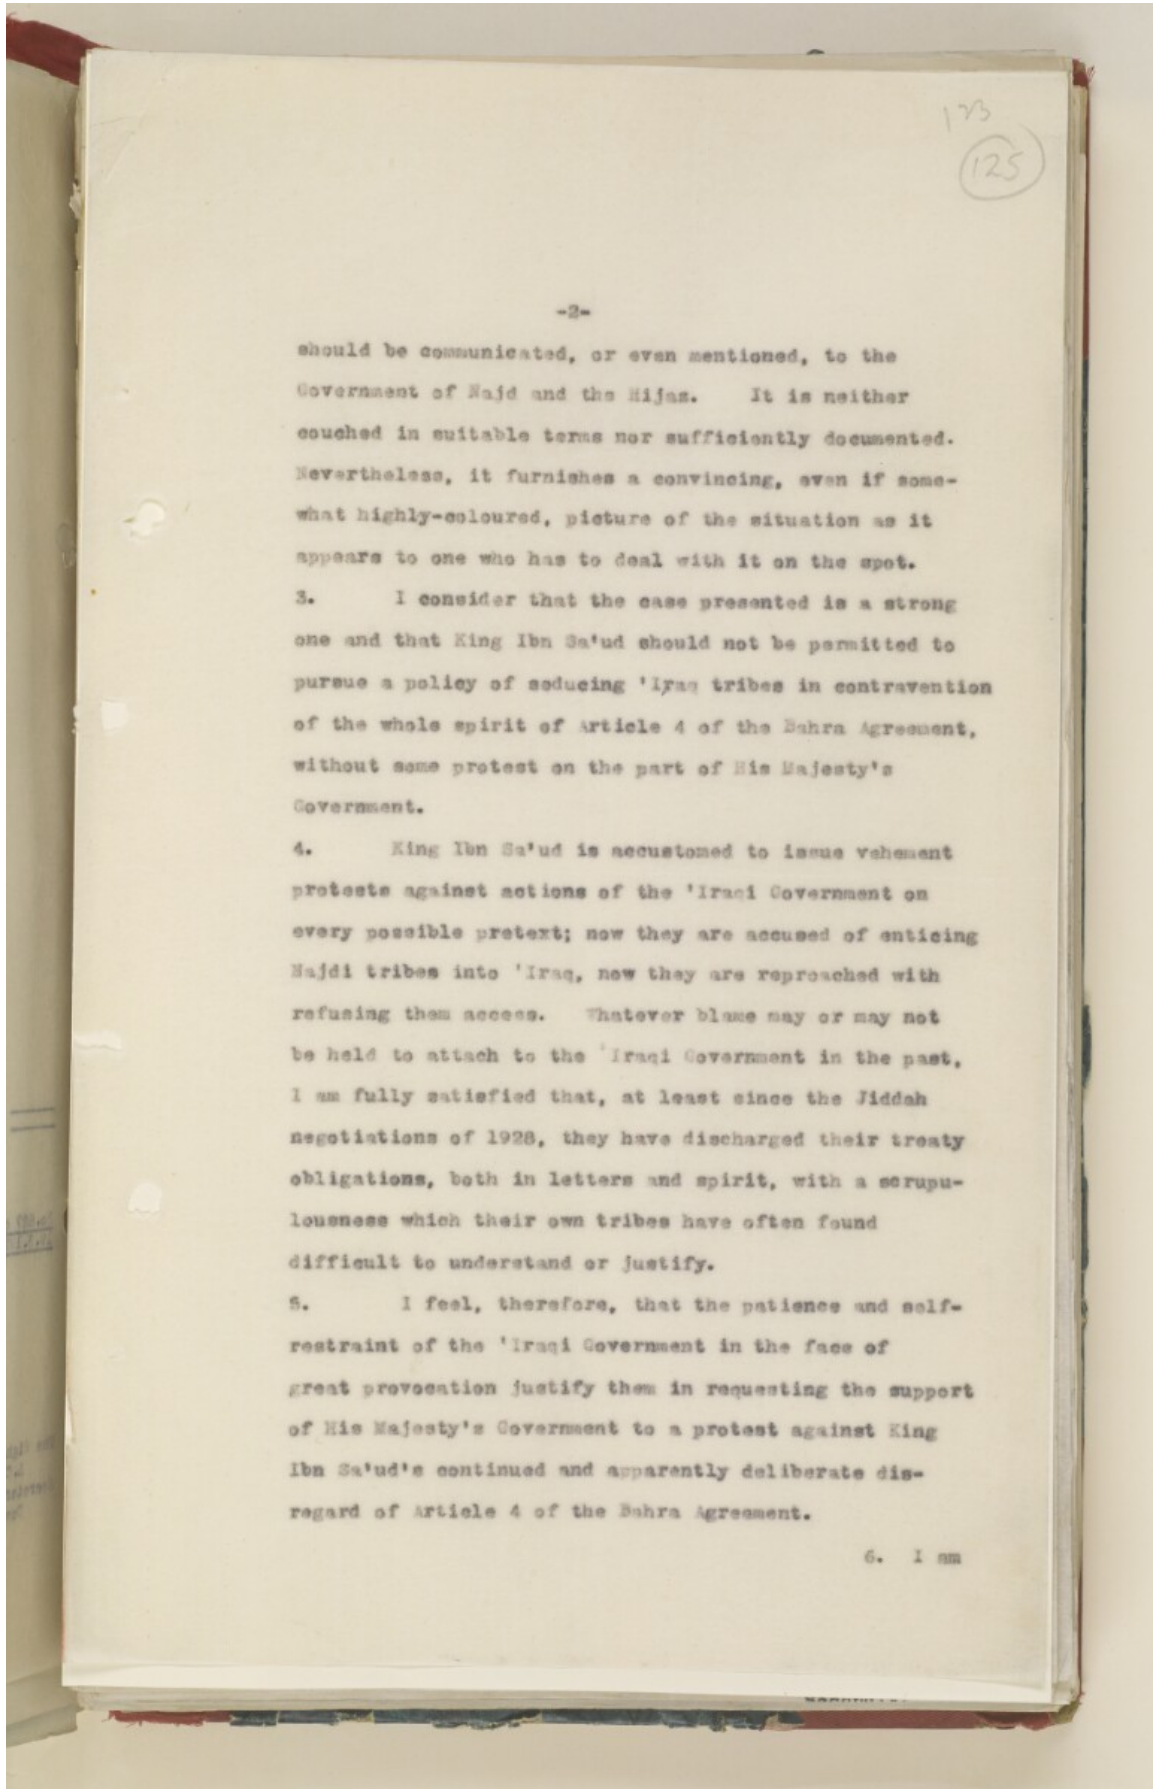 123
125
-2-
should be communicated, or even mentioned, to the
Government of Najd and the Hijaz. It is neither
couched in suitable terms nor sufficiently documented.
Nevertheless, it furnishes a convincing, even if some-
what highly-coloured, picture of the situation as it
appears to one who has to deal with it on the spot.
3. I consider that the case presented is a strong
one and that King Ibn Sa'ud should not be permitted to
pursue a policy of seducing 'Iraq tribes in contravention
of the whole spirit of Article 4 of the Bahra Agreement,
without some protest on the part of His Majesty's
Government.
4. King Ibn Sa'ud is accustomed to issue vehement
protests against actions of the 'Iraqi Government on
every possible pretext; now they are accused of enticing
Najdi tribes into 'Iraq, now they are reproached with
refusing them access. Whatever blame may or may not
be held to attach to the 'Iraqi Government in the past,
I am fully satisfied that, at least since the Jiddah
negotiations of 1928, they have discharged their treaty
obligations, both in letters and spirit, with a scrupu-
lousness which their own tribes have often found
difficult to understand or justify.
5. I feel, therefore, that the patience and self-
restraint of the 'Iraqi Government in the face of
great provocation justify them in requesting the support
of His Majesty's Government to a protest against King
Ibn Sa'ud's continued and apparently deliberate dis-
regard of Article 4 of the Bahra Agreement.
6. I am